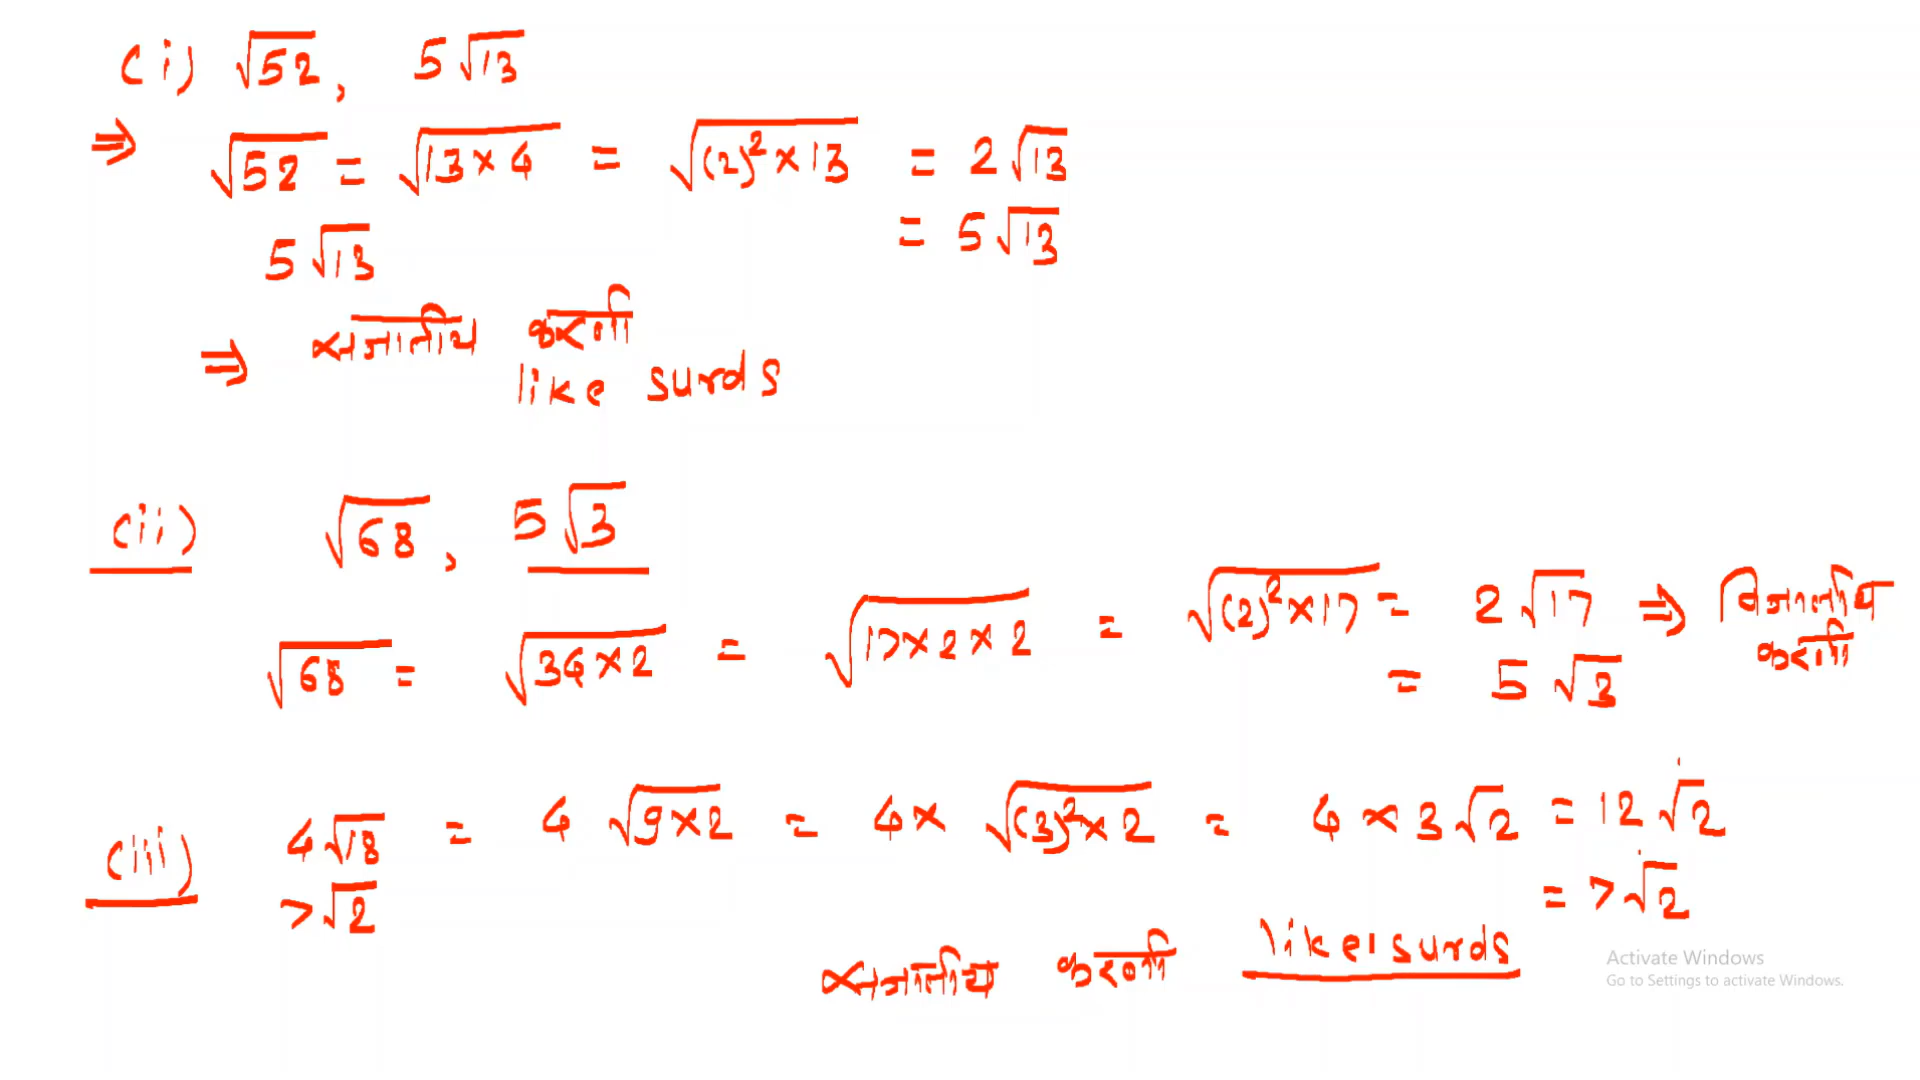 (i) √52, 5√13
⇒ √52 = √13×4 = √(2)²×13 = 2√13
5√13 = 5√13
⇒ सजातीय करणी
like surds
(ii) √68, 5√3
√68 = √34×2 = √17×2×2 = √(2)²×17 = 2√17 ⇒ विजातीय
करणी
= 5√3
(iii) 4√18 = 4√9×2 = 4×√(3)²×2 = 4×3√2 = 12√2
7√2 = 7√2
सजातीय करणी like surds
Activate Windows
Go to Settings to activate Windows.